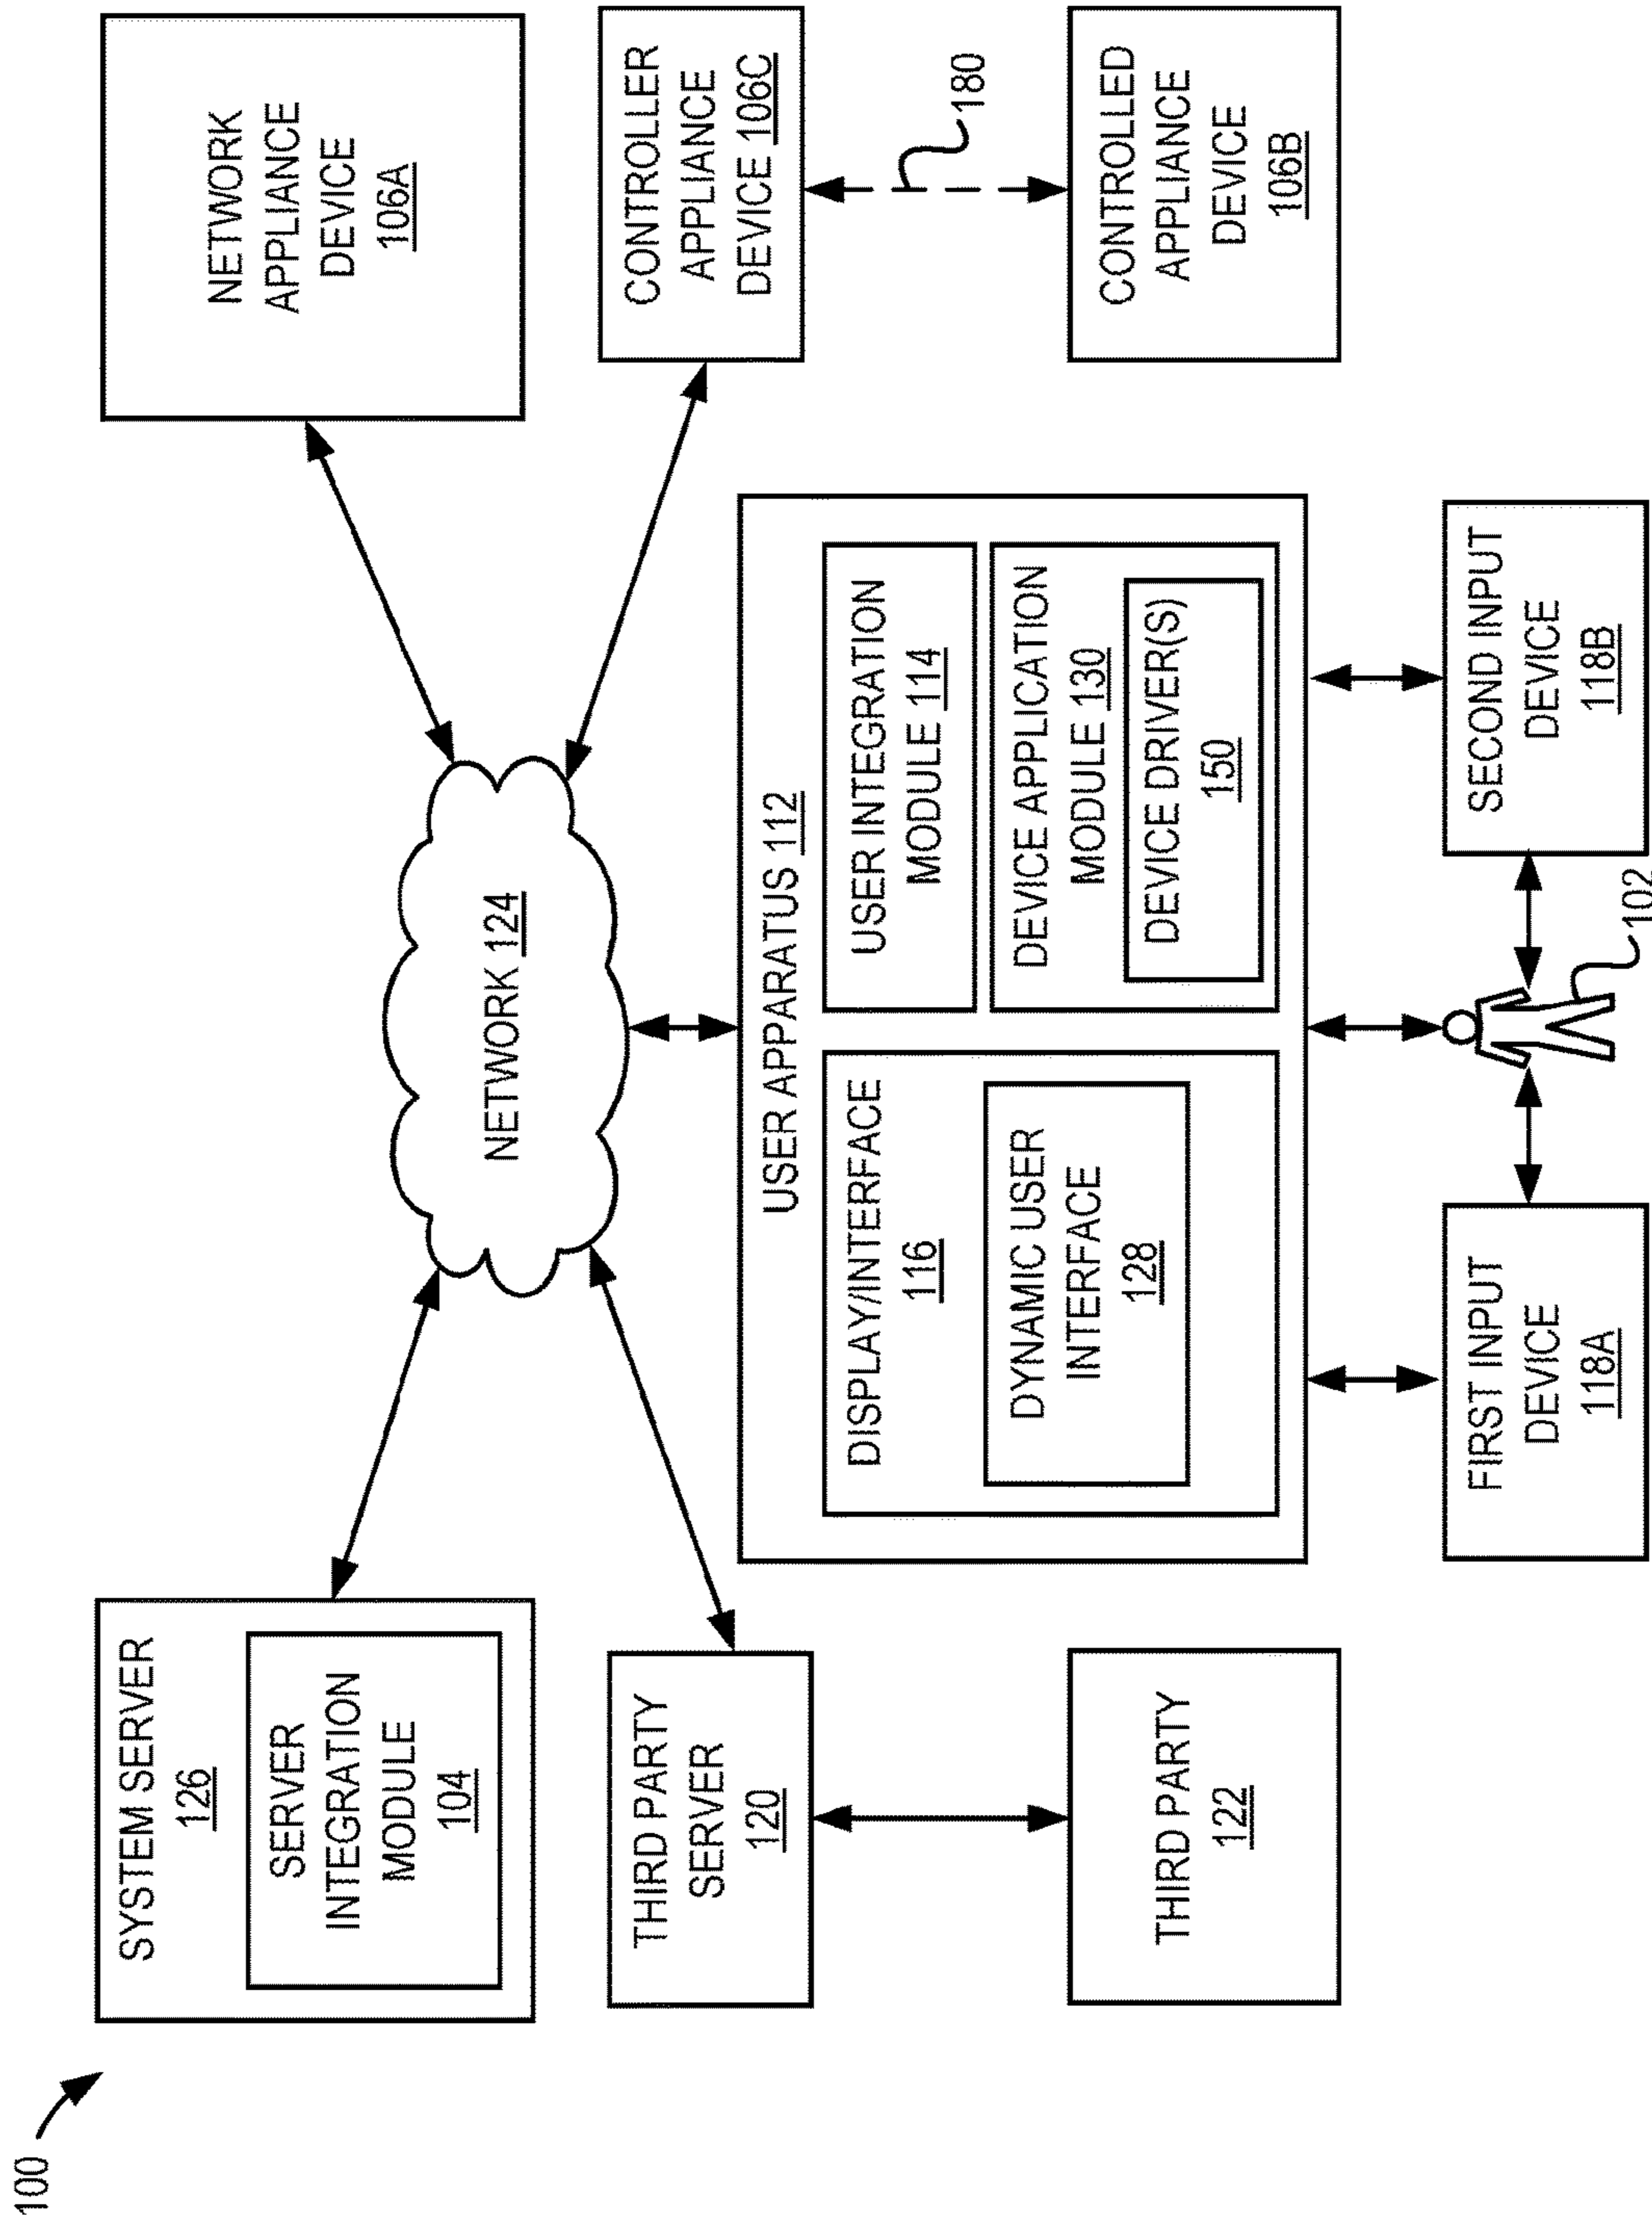 100
SYSTEM SERVER
126
SERVER
INTEGRATION
MODULE
104
THIRD PARTY
SERVER
120
THIRD PARTY
122
NETWORK 124
NETWORK
APPLIANCE
DEVICE
106A
CONTROLLER
APPLIANCE
DEVICE 106C
180
CONTROLLED
APPLIANCE
DEVICE
106B
USER APPARATUS 112
DISPLAY/INTERFACE
116
DYNAMIC USER
INTERFACE
128
USER INTEGRATION
MODULE 114
DEVICE APPLICATION
MODULE 130
DEVICE DRIVER(S)
150
FIRST INPUT
DEVICE
118A
102
SECOND INPUT
DEVICE
118B